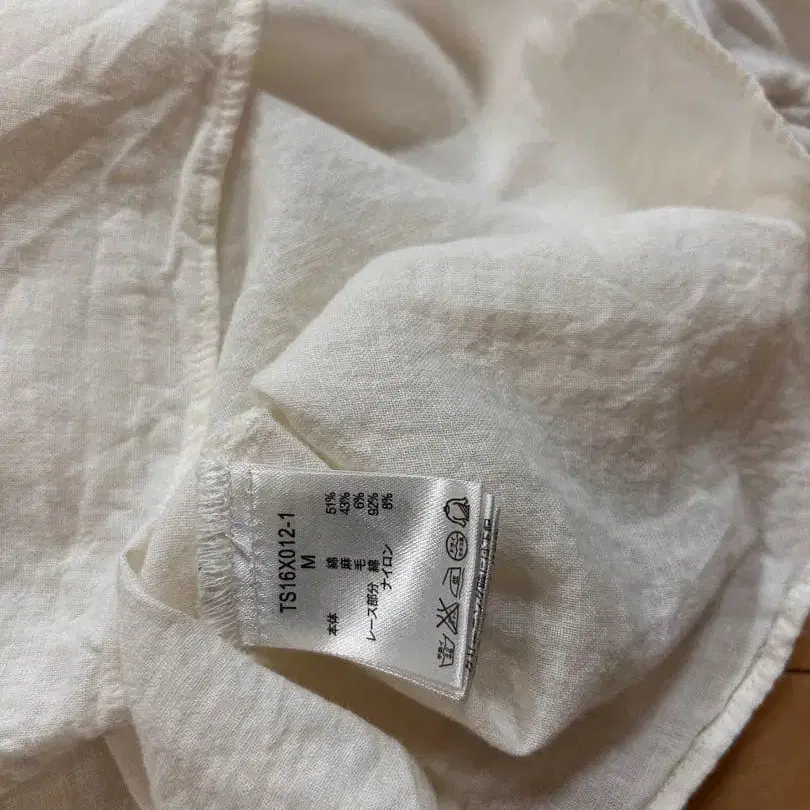 TS16X012-1
M
本体 綿 51%
麻 43%
毛 6%
レース部分 綿 92%
ナイロン 8%